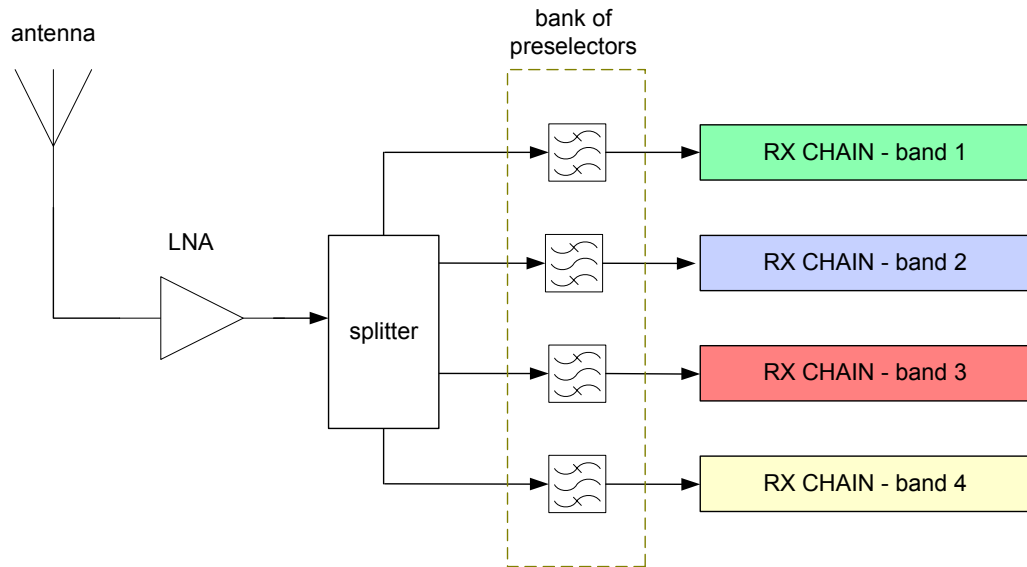 antenna
bank of
preselectors
RX CHAIN - band 1
LNA
RX CHAIN - band 2
splitter
RX CHAIN - band 3
RX CHAIN - band 4